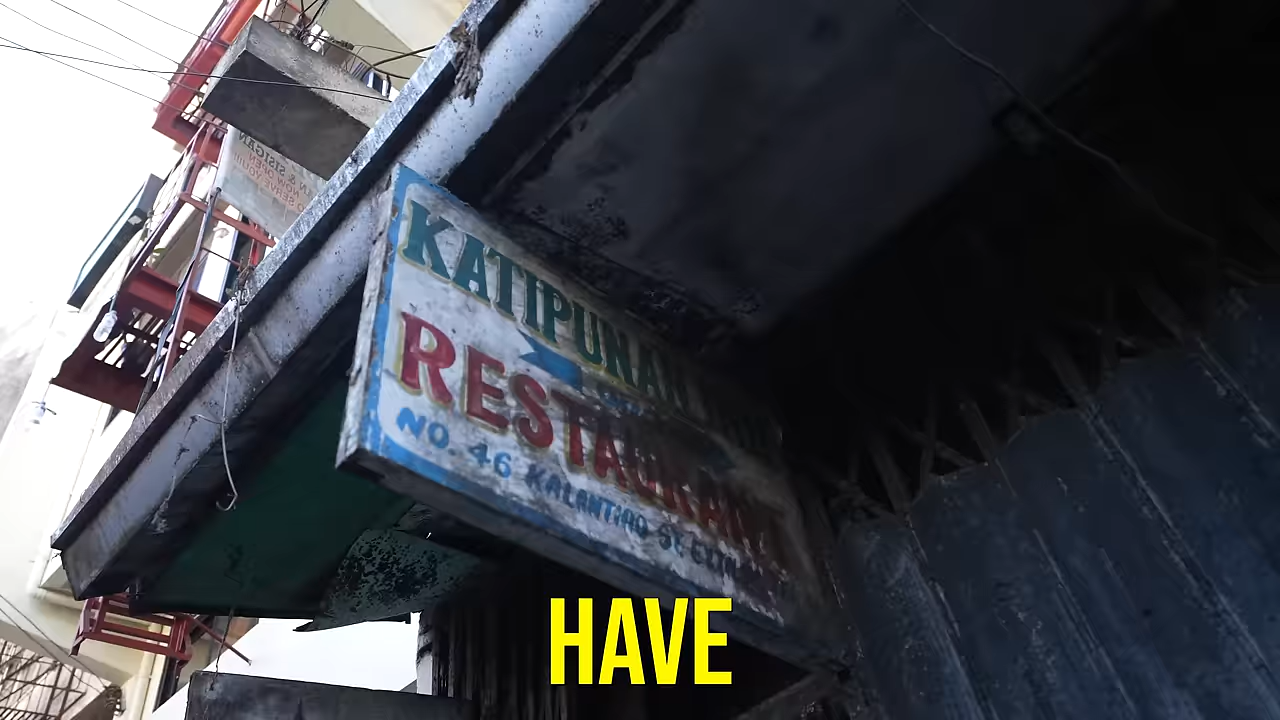 KATIPUNAN
RESTAURANT
NO. 46 KALANTIAO St.
HAVE